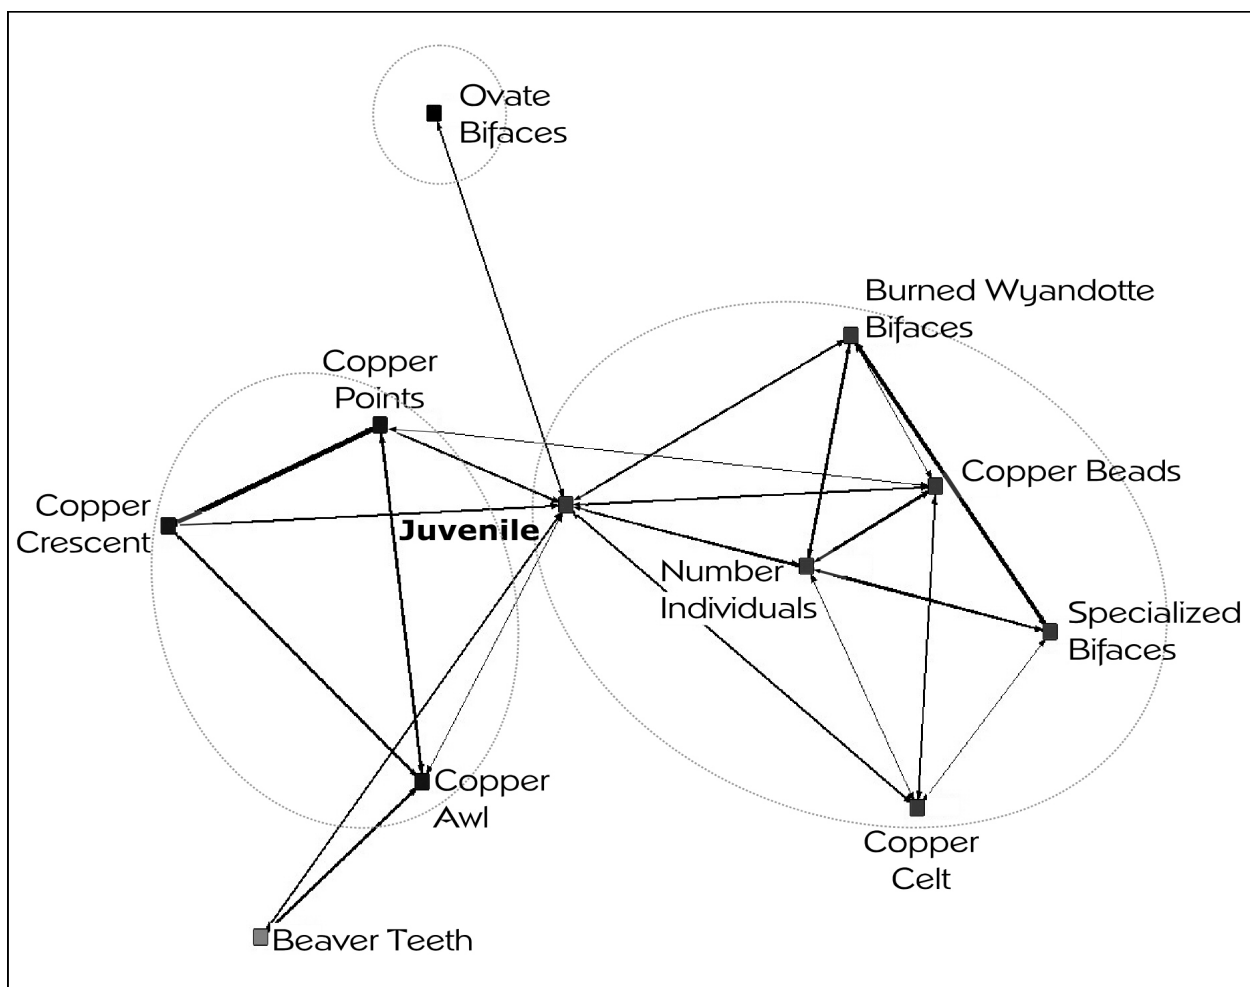 Ovate
Bifaces
Burned Wyandotte
Bifaces
Copper
Points
Copper Beads
Copper
Crescent
Juvenile
Number
Individuals
Specialized
Bifaces
Copper
Awl
Copper
Celt
Beaver Teeth